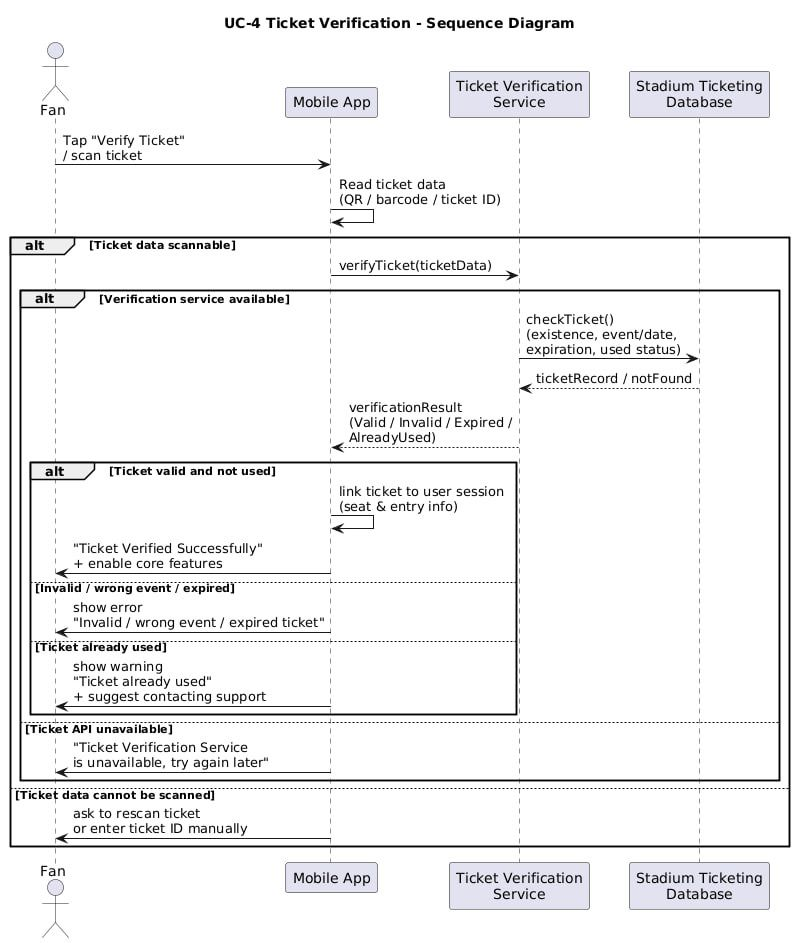 UC-4 Ticket Verification - Sequence Diagram
Fan
Mobile App
Ticket Verification
Service
Stadium Ticketing
Database
Tap "Verify Ticket"
/ scan ticket
Read ticket data
(QR / barcode / ticket ID)
alt [Ticket data scannable]
verifyTicket(ticketData)
alt [Verification service available]
checkTicket()
(existence, event/date,
expiration, used status)
ticketRecord / notFound
verificationResult
(Valid / Invalid / Expired /
AlreadyUsed)
alt [Ticket valid and not used]
link ticket to user session
(seat & entry info)
"Ticket Verified Successfully"
+ enable core features
[Invalid / wrong event / expired]
show error
"Invalid / wrong event / expired ticket"
[Ticket already used]
show warning
"Ticket already used"
+ suggest contacting support
[Ticket API unavailable]
"Ticket Verification Service
is unavailable, try again later"
[Ticket data cannot be scanned]
ask to rescan ticket
or enter ticket ID manually
Fan
Mobile App
Ticket Verification
Service
Stadium Ticketing
Database